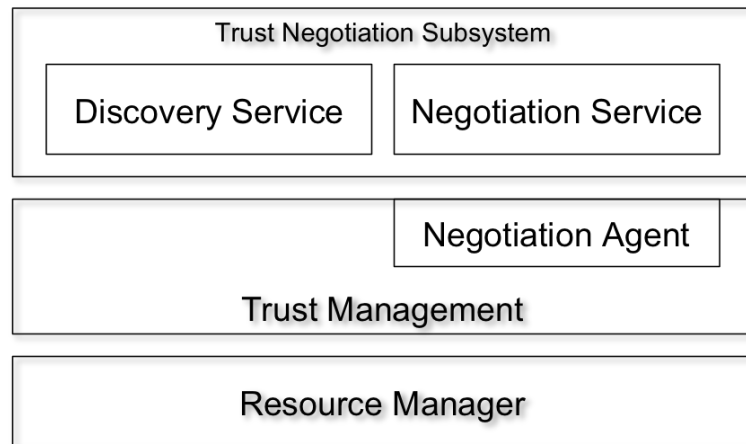 Trust Negotiation Subsystem
Discovery Service
Negotiation Service
Negotiation Agent
Trust Management
Resource Manager